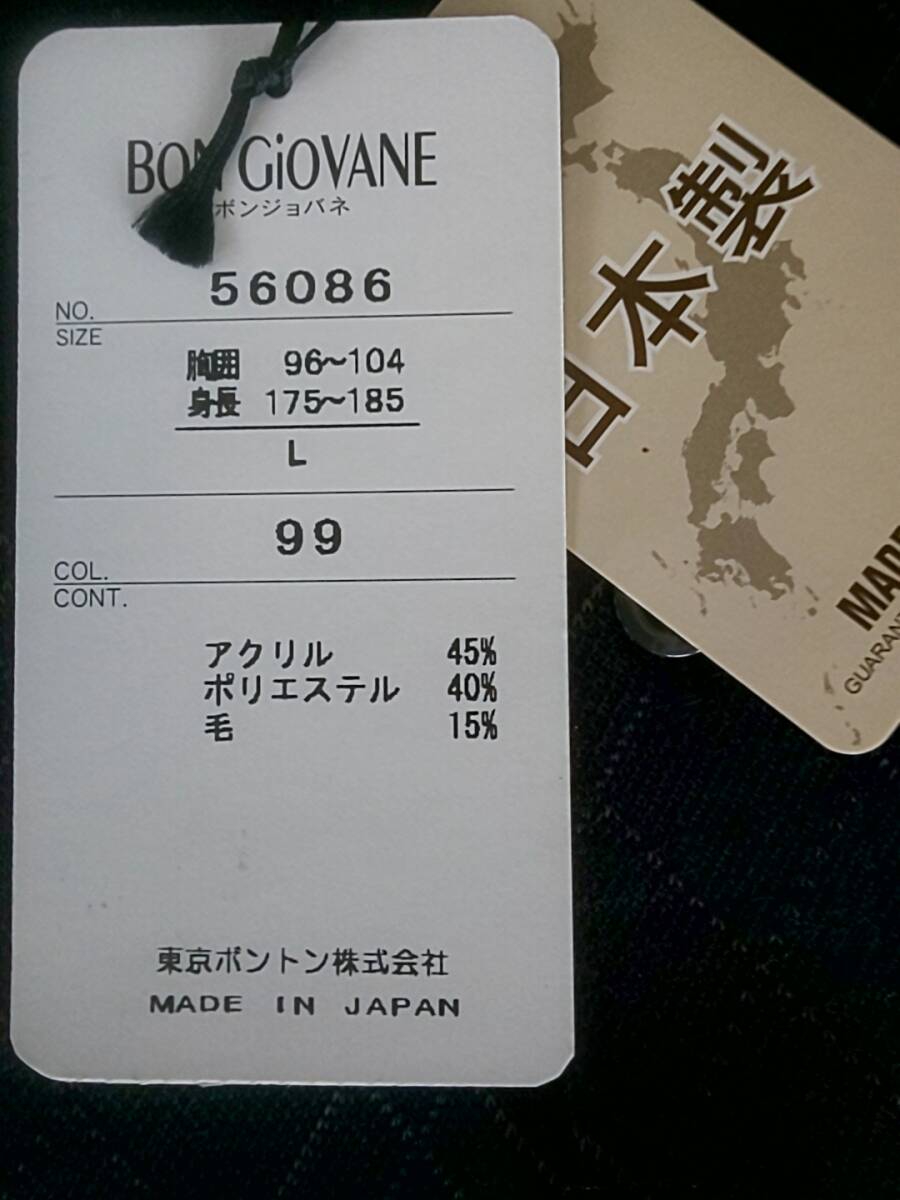 BON GiOVANE
ボンジョバネ
NO. 56086
SIZE
胸囲 96〜104
身長 175〜185
L
COL. 99
CONT.
アクリル 45%
ポリエステル 40%
毛 15%
東京ボントン株式会社
MADE IN JAPAN
日本製
MADE
GUARANT